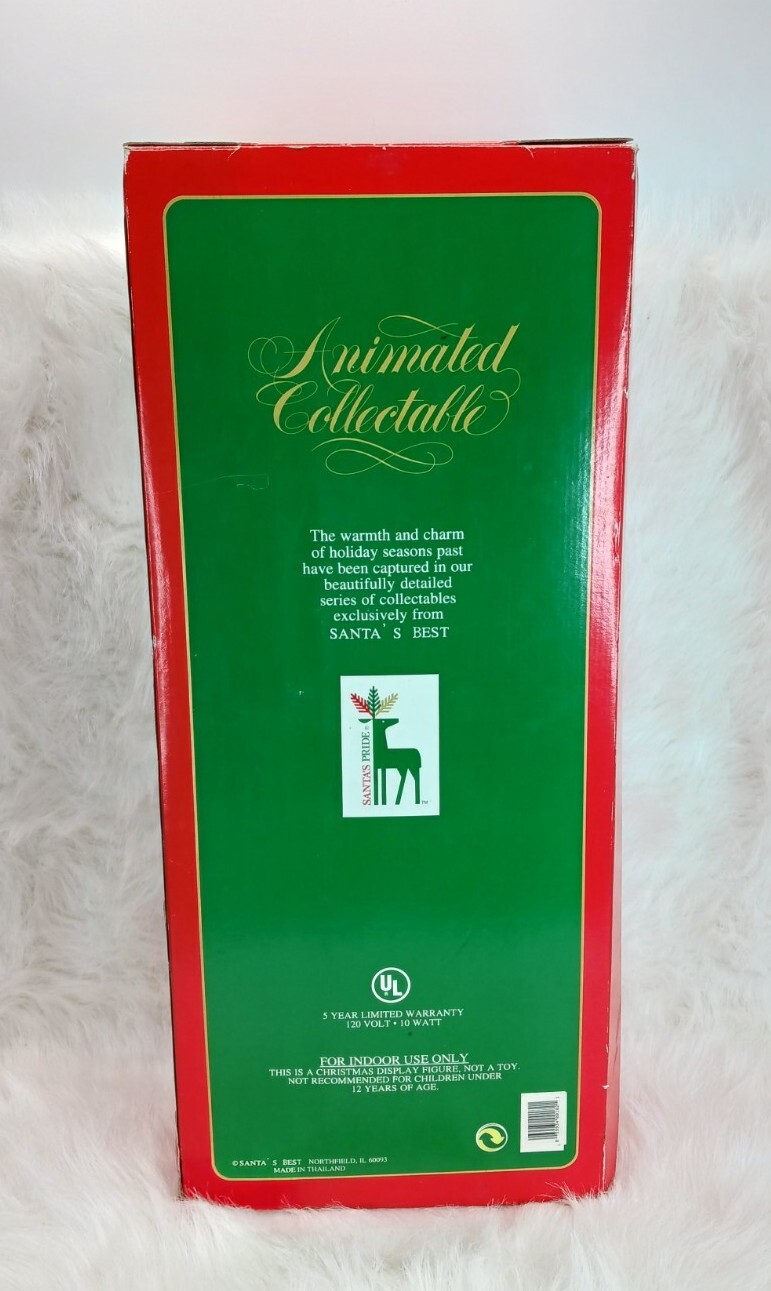 Animated
Collectable
The warmth and charm
of holiday seasons past
have been captured in our
beautifully detailed
series of collectables
exclusively from
SANTA'S BEST
SANTA'S PRIDE®
TM
UL
®
5 YEAR LIMITED WARRANTY
120 VOLT • 10 WATT
FOR INDOOR USE ONLY
THIS IS A CHRISTMAS DISPLAY FIGURE, NOT A TOY.
NOT RECOMMENDED FOR CHILDREN UNDER
12 YEARS OF AGE.
©SANTA'S BEST NORTHFIELD, IL 60093
MADE IN THAILAND